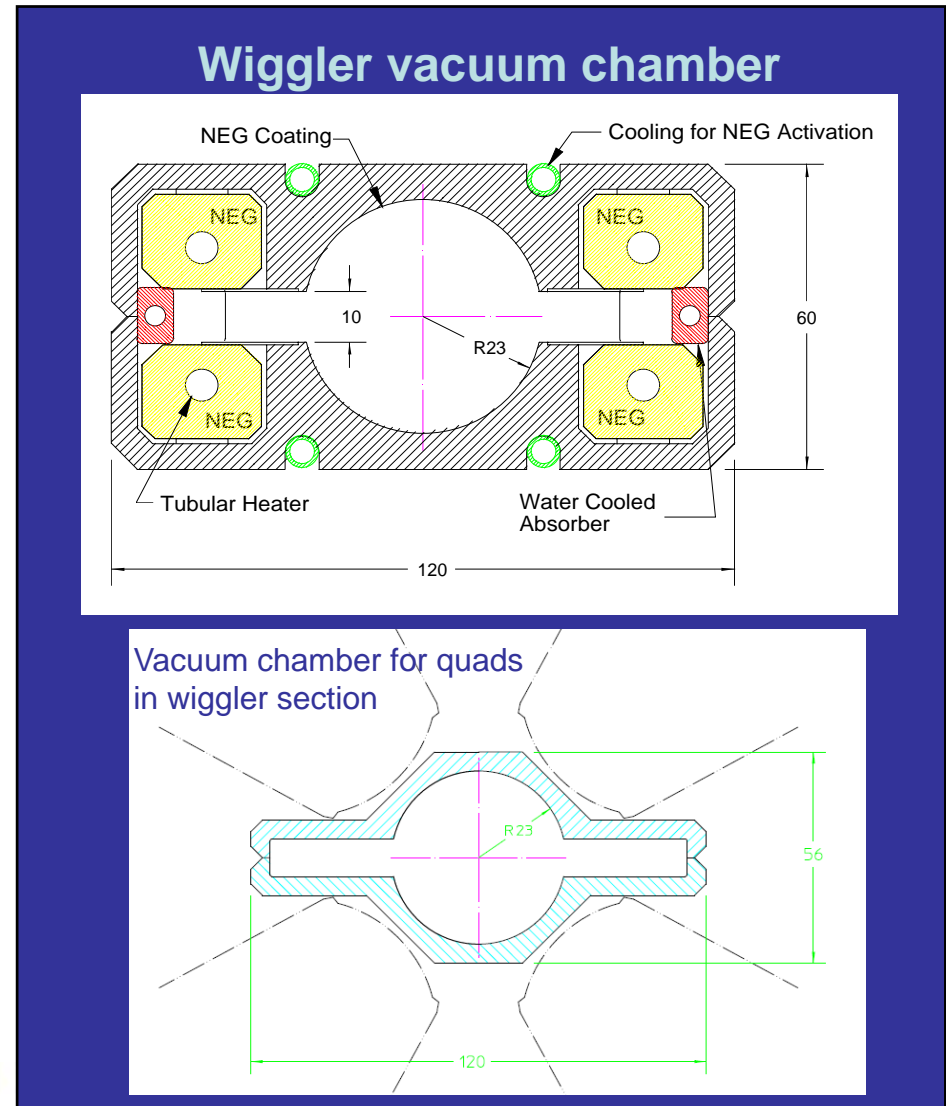 Wiggler vacuum chamber
NEG Coating
Cooling for NEG Activation
NEG
NEG
10
60
R23
NEG
NEG
Tubular Heater
Water Cooled
Absorber
120
Vacuum chamber for quads
in wiggler section
R23
56
120